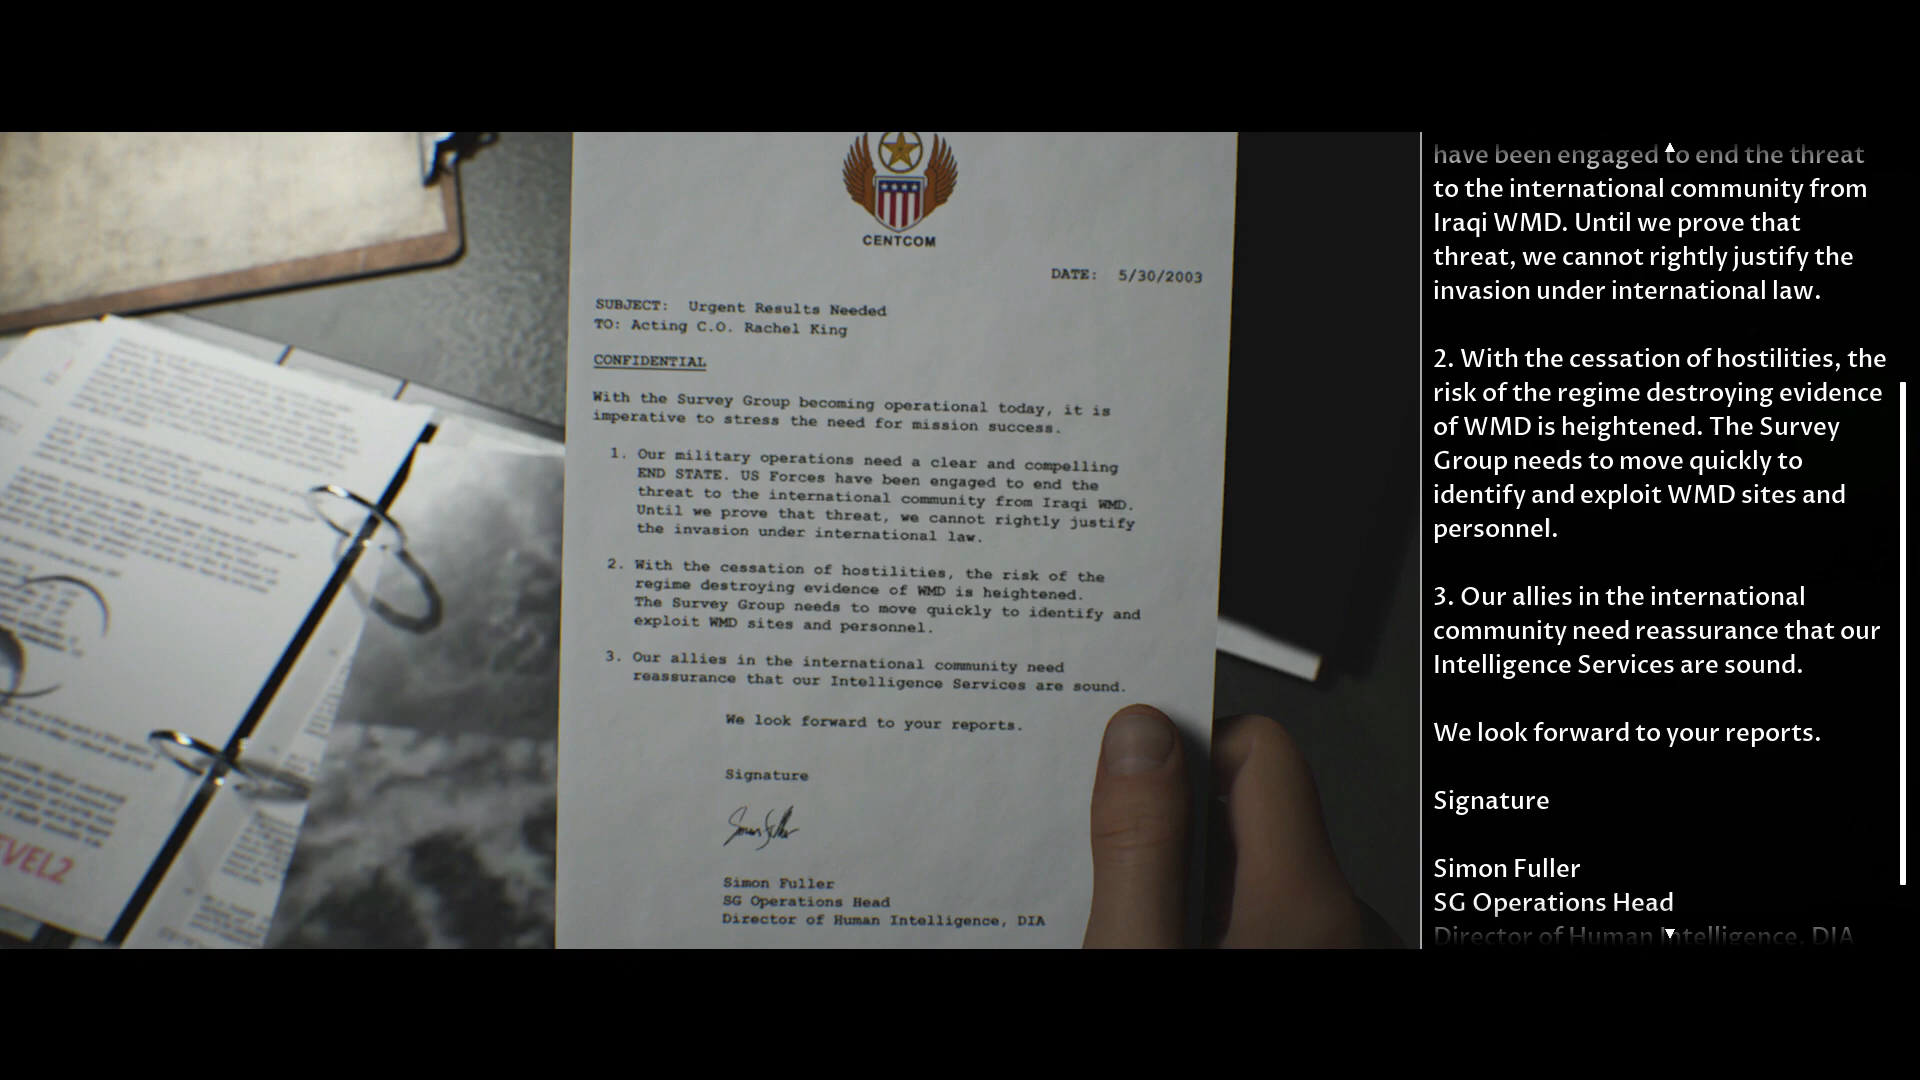 CENTCOM
DATE: 5/30/2003
SUBJECT: Urgent Results Needed
TO: Acting C.O. Rachel King
CONFIDENTIAL
With the Survey Group becoming operational today, it is
imperative to stress the need for mission success.
1. Our military operations need a clear and compelling
END STATE. US Forces have been engaged to end the
threat to the international community from Iraqi WMD.
Until we prove that threat, we cannot rightly justify
the invasion under international law.
2. With the cessation of hostilities, the risk of the
regime destroying evidence of WMD is heightened.
The Survey Group needs to move quickly to identify and
exploit WMD sites and personnel.
3. Our allies in the international community need
reassurance that our Intelligence Services are sound.
We look forward to your reports.
Signature
Simon Fuller
Simon Fuller
SG Operations Head
Director of Human Intelligence, DIA
EVEL2
have been engaged to end the threat
to the international community from
Iraqi WMD. Until we prove that
threat, we cannot rightly justify the
invasion under international law.
2. With the cessation of hostilities, the
risk of the regime destroying evidence
of WMD is heightened. The Survey
Group needs to move quickly to
identify and exploit WMD sites and
personnel.
3. Our allies in the international
community need reassurance that our
Intelligence Services are sound.
We look forward to your reports.
Signature
Simon Fuller
SG Operations Head
Director of Human Intelligence, DIA